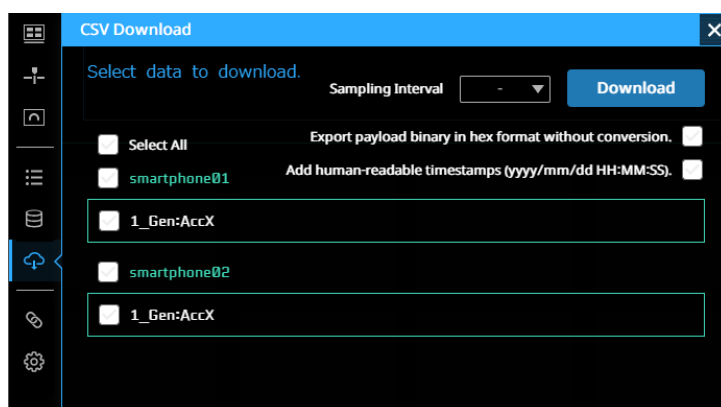 CSV Download
Select data to download.
Sampling Interval
-
Download
Select All
Export payload binary in hex format without conversion.
smartphone01
Add human-readable timestamps (yyyy/mm/dd HH:MM:SS).
1_Gen:AccX
smartphone02
1_Gen:AccX